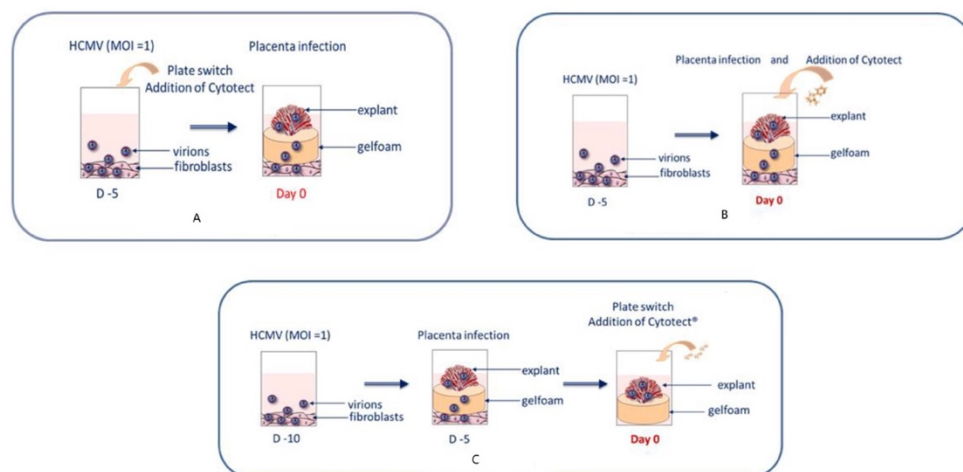 HCMV (MOI =1)
Placenta infection
Plate switch
Addition of Cytotect
explant
gelfoam
virions
fibroblasts
D -5
Day 0
A
HCMV (MOI =1)
Placenta infection and Addition of Cytotect
explant
gelfoam
virions
fibroblasts
D -5
Day 0
B
Plate switch
Addition of Cytotect®
HCMV (MOI =1)
Placenta infection
explant
gelfoam
virions
fibroblasts
explant
gelfoam
D -10
D -5
Day 0
C